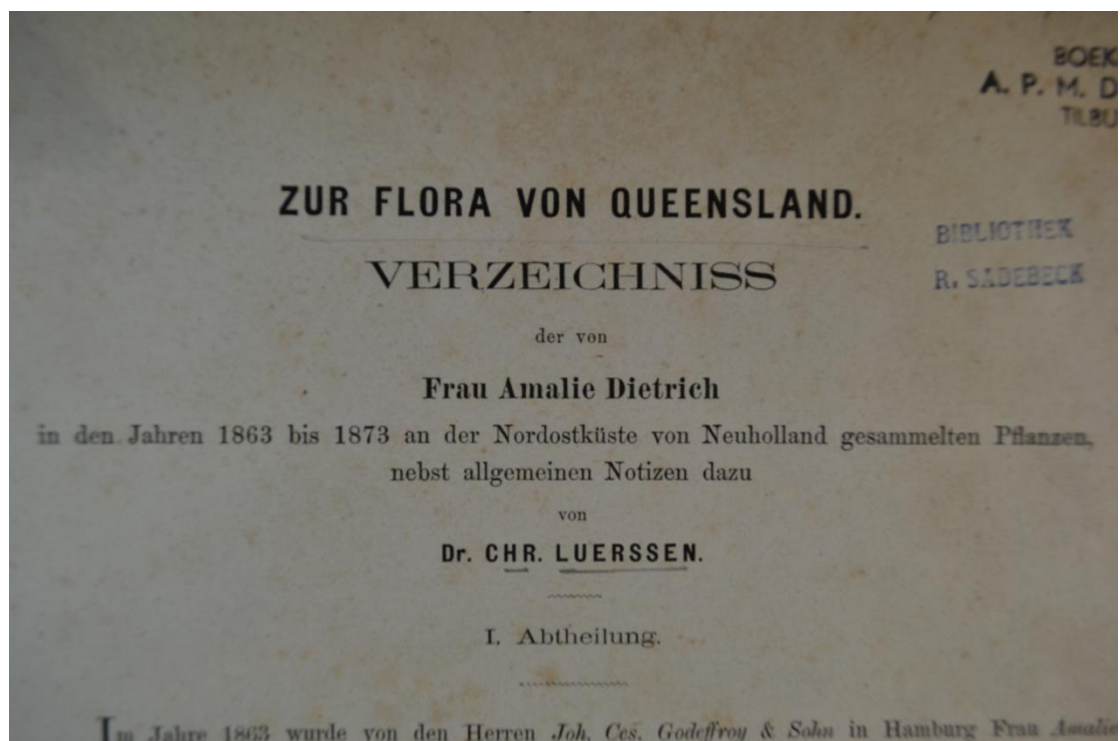 BOEK
A. P. M. D
TILBU
ZUR FLORA VON QUEENSLAND.
BIBLIOTHEK
R. SADEBECK
VERZEICHNISS
der von
Frau Amalie Dietrich
in den Jahren 1863 bis 1873 an der Nordostküste von Neuholland gesammelten Pflanzen,
nebst allgemeinen Notizen dazu
von
Dr. CHR. LUERSSEN.
I. Abtheilung.
Im Jahre 1863 wurde von den Herren Joh. Ces. Godeffroy & Sohn in Hamburg Frau Amalie